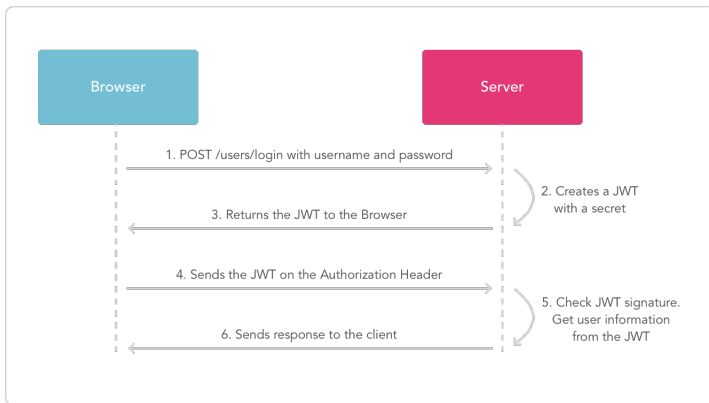 Browser
Server
1. POST /users/login with username and password
2. Creates a JWT
with a secret
3. Returns the JWT to the Browser
4. Sends the JWT on the Authorization Header
5. Check JWT signature.
Get user information
from the JWT
6. Sends response to the client